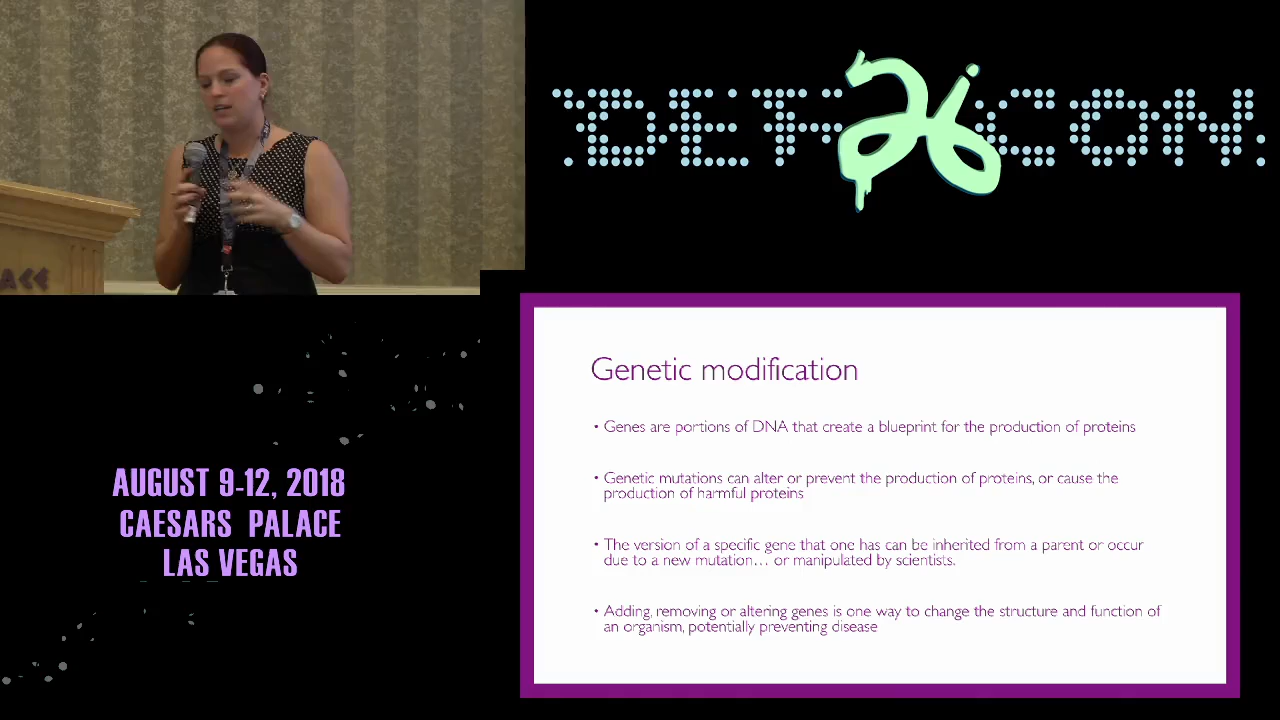 DEF 26 CON
AUGUST 9-12, 2018
CAESARS PALACE
LAS VEGAS
Genetic modification
• Genes are portions of DNA that create a blueprint for the production of proteins
• Genetic mutations can alter or prevent the production of proteins, or cause the
production of harmful proteins
• The version of a specific gene that one has can be inherited from a parent or occur
due to a new mutation… or manipulated by scientists.
• Adding, removing or altering genes is one way to change the structure and function of
an organism, potentially preventing disease